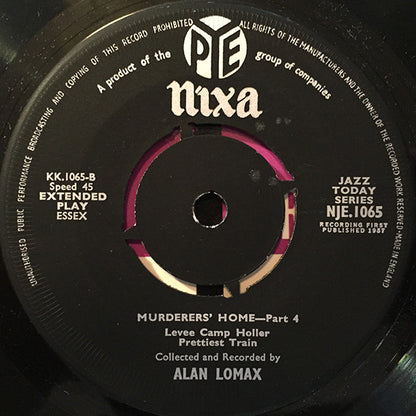 UNAUTHORISED PUBLIC PERFORMANCE BROADCASTING AND COPYING OF THIS RECORD PROHIBITED
ALL RIGHTS OF THE MANUFACTURERS AND THE OWNER OF THE RECORDED WORK RESERVED—MADE IN ENGLAND
PYE
A product of the group of companies
Nixa
KK.1065-B
Speed 45
EXTENDED
PLAY
ESSEX
JAZZ
TODAY
SERIES
NJE.1065
RECORDING FIRST
PUBLISHED 1957
MURDERERS' HOME—Part 4
Levee Camp Holler
Prettiest Train
Collected and Recorded by
ALAN LOMAX